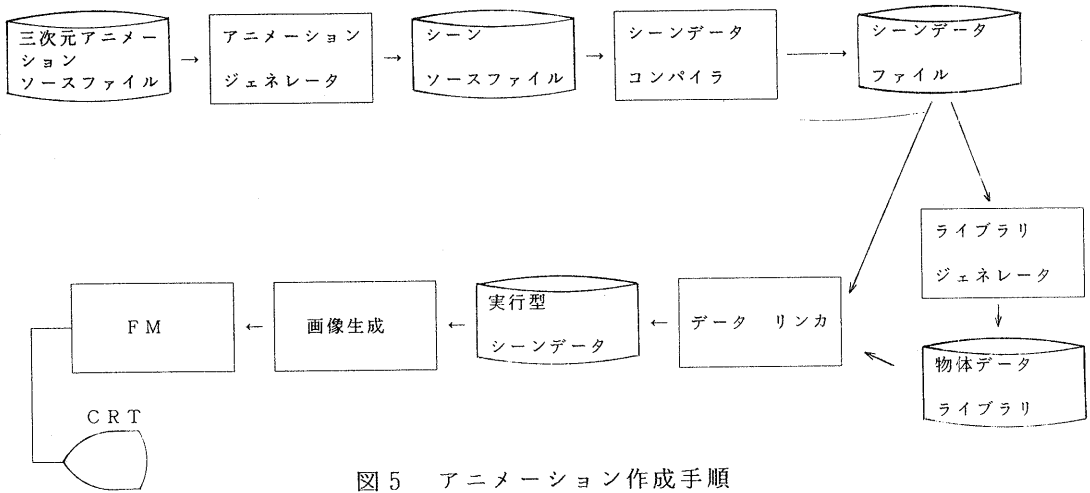 三次元アニメー
ション
ソースファイル
アニメーション
ジェネレータ
シーン
ソースファイル
シーンデータ
コンパイラ
シーンデータ
ファイル
ライブラリ
ジェネレータ
物体データ
ライブラリ
データ リンカ
実行型
シーンデータ
画像生成
FM
CRT
図5 アニメーション作成手順